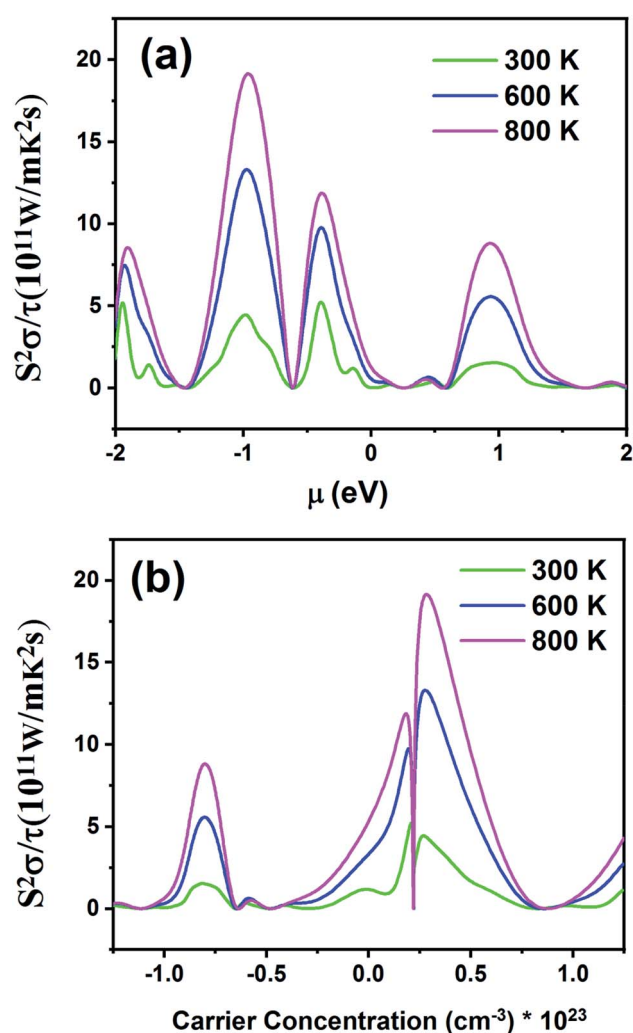 (a)
300 K
600 K
800 K
20
15
10
5
0
S²σ/τ(10¹¹W/mK²s)
-2
-1
0
1
2
μ (eV)
(b)
300 K
600 K
800 K
20
15
10
5
0
S²σ/τ(10¹¹W/mK²s)
-1.0
-0.5
0.0
0.5
1.0
Carrier Concentration (cm⁻³) * 10²³